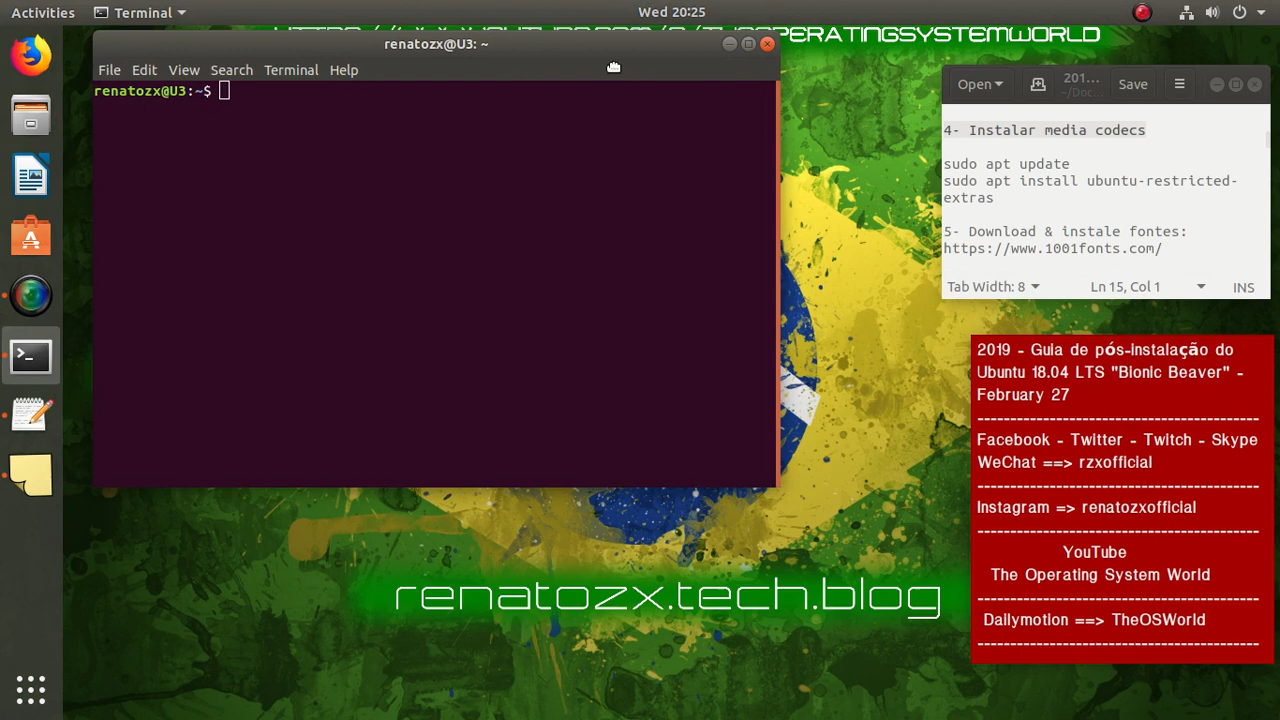 Activities
Terminal
Wed 20:25
OPERATINGSYSTEMWORLD
renatozx@U3: ~
File Edit View Search Terminal Help
renatozx@U3:~$
Open
201...
~/Doc...
Save
4- Instalar media codecs
sudo apt update
sudo apt install ubuntu-restricted-
extras
5- Download & instale fontes:
https://www.1001fonts.com/
Tab Width: 8
Ln 15, Col 1
INS
2019 - Guia de pós-Instalação do
Ubuntu 18.04 LTS "Bionic Beaver" -
February 27
-------------------------------------------
Facebook - Twitter - Twitch - Skype
WeChat ==> rzxofficial
-------------------------------------------
Instagram => renatozxofficial
-------------------------------------------
YouTube
The Operating System World
-------------------------------------------
Dailymotion ==> TheOSWorld
-------------------------------------------
renatozx.tech.blog